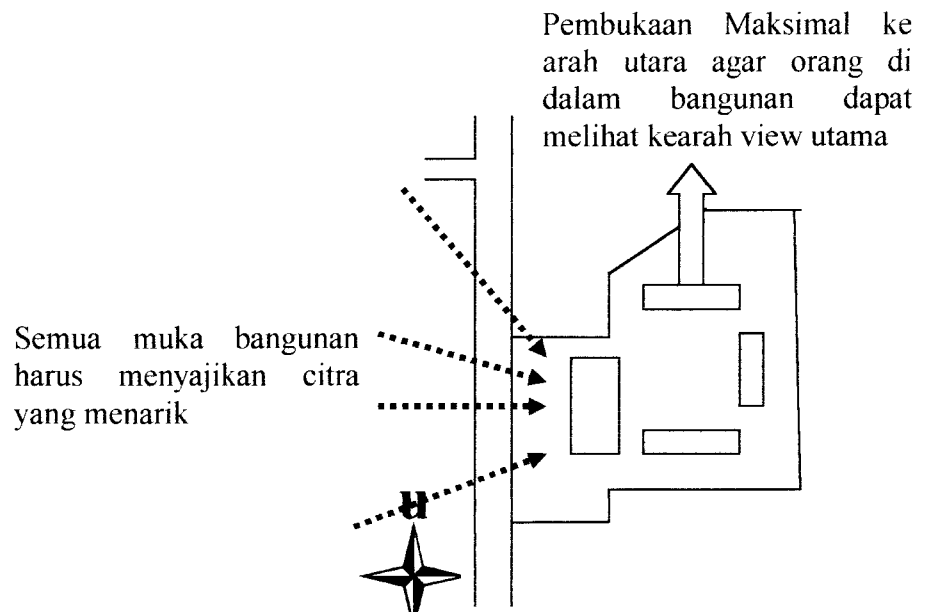 Pembukaan Maksimal ke
arah utara agar orang di
dalam bangunan dapat
melihat kearah view utama
Semua muka bangunan
harus menyajikan citra
yang menarik
u